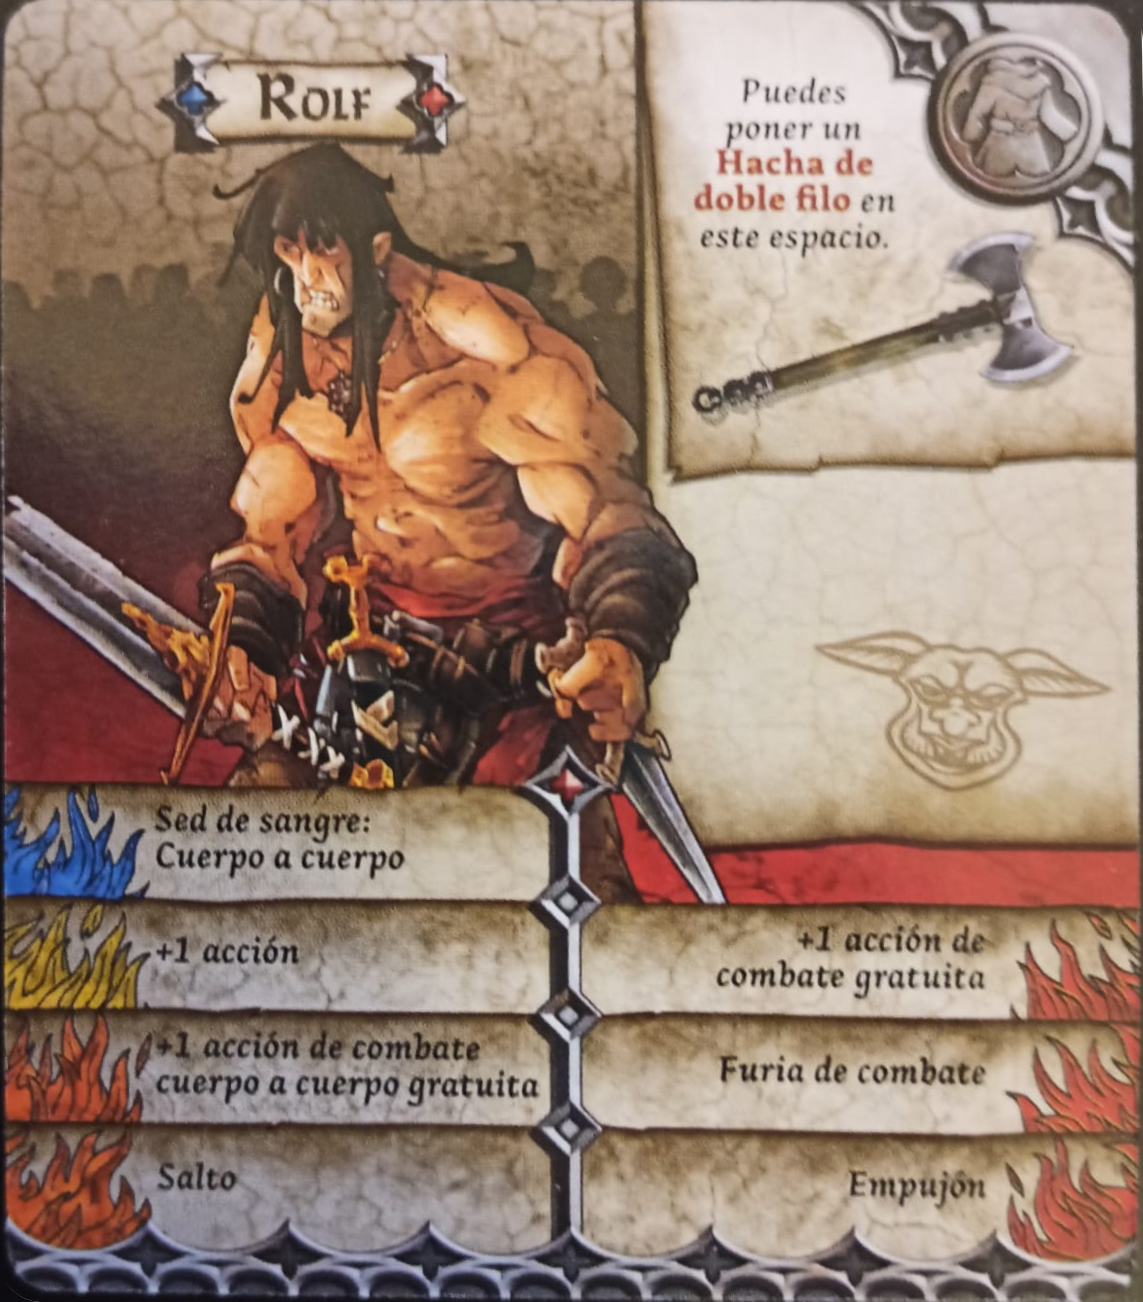 Rolf
Puedes
poner un
Hacha de
doble filo en
este espacio.
Sed de sangre:
Cuerpo a cuerpo
+1 acción
+1 acción de combate
cuerpo a cuerpo gratuita
Salto
+1 acción de
combate gratuita
Furia de combate
Empujón